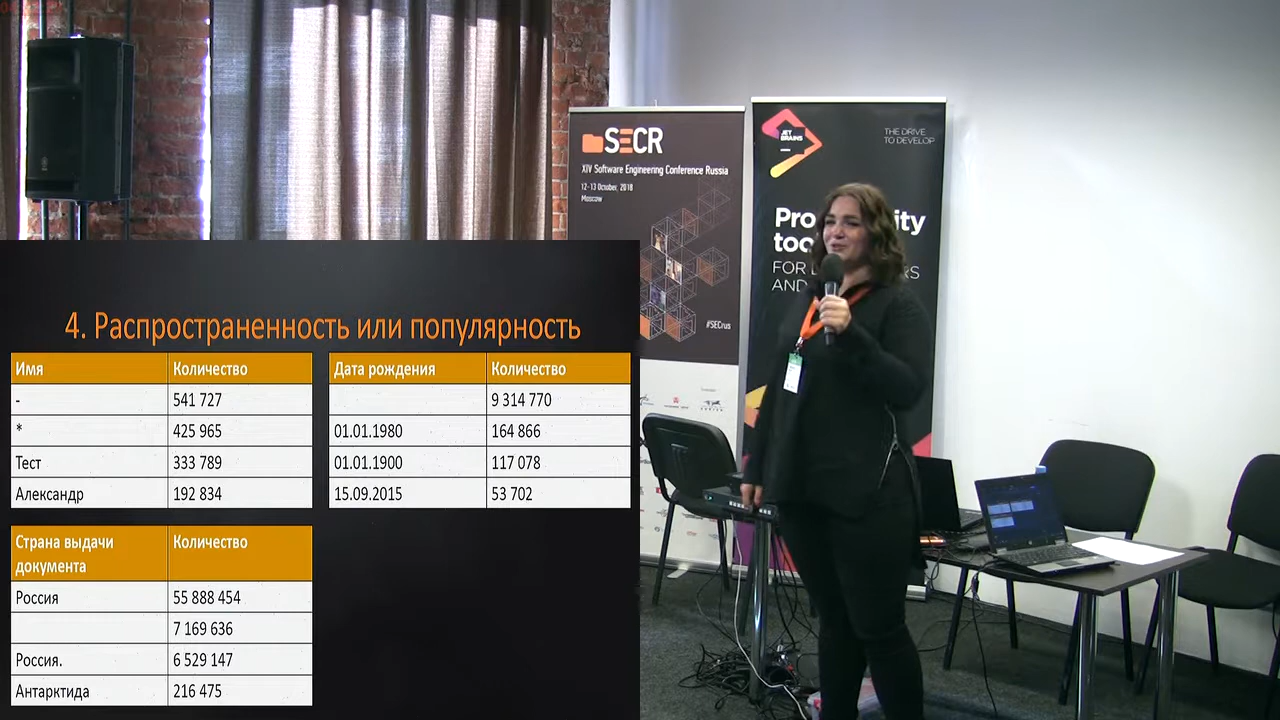 SECR
XIV Software Engineering Conference Russia
12-13 October, 2018
Moscow
#SECrus
JET
BRAINS
THE DRIVE
TO DEVELOP
FOR
AND
4. Распространенность или популярность
Имя Количество
- 541 727
* 425 965
Тест 333 789
Александр 192 834
Дата рождения Количество
9 314 770
01.01.1980 164 866
01.01.1900 117 078
15.09.2015 53 702
Страна выдачи
документа
Количество
Россия 55 888 454
7 169 636
Россия. 6 529 147
Антарктида 216 475